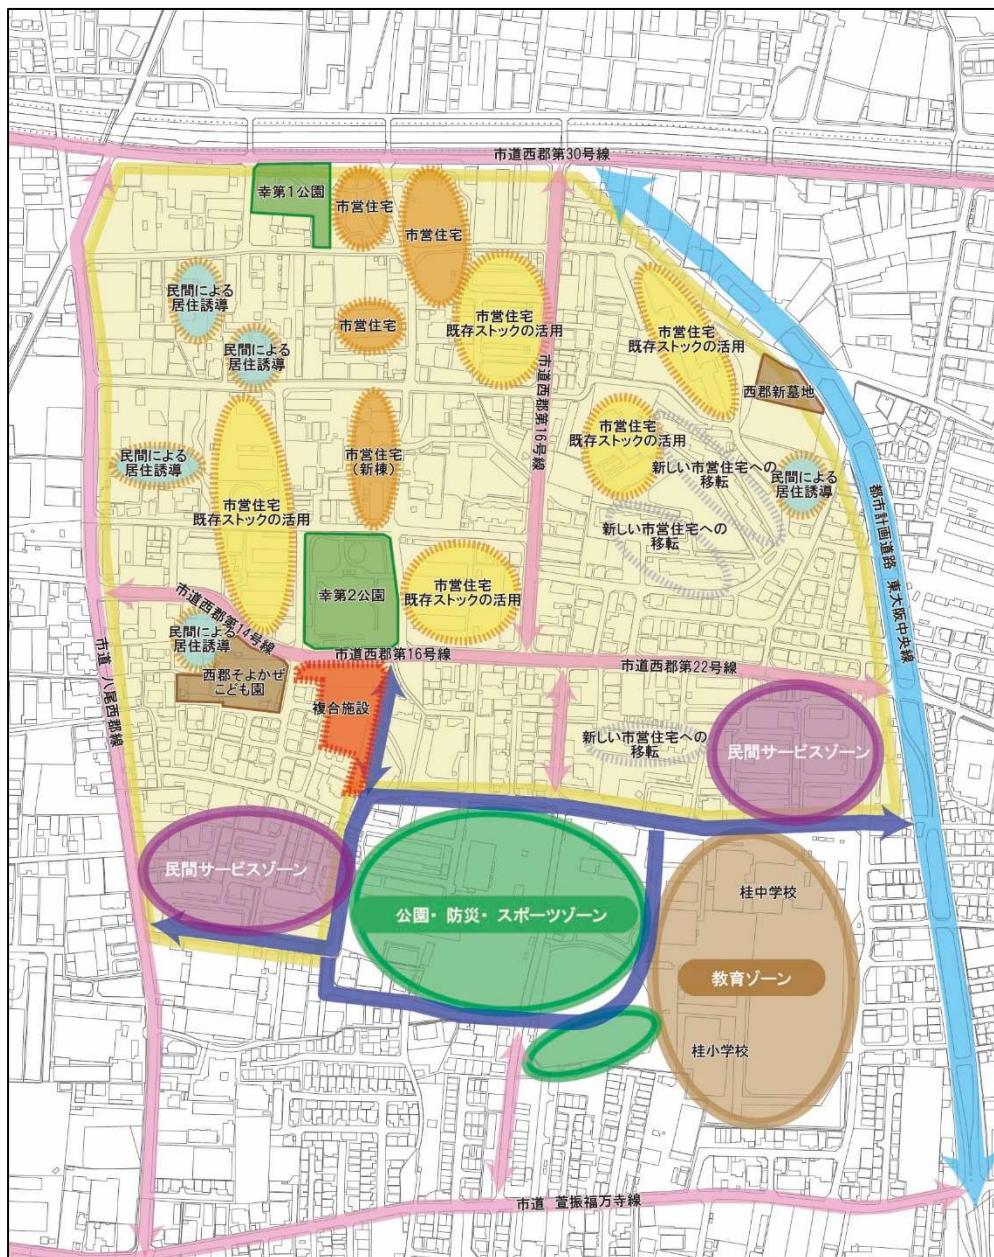 市道西郡第30号線
幸第1公園
市営住宅
市営住宅
民間による
居住誘導
市営住宅
民間による
居住誘導
市営住宅
既存ストックの活用
市営住宅
既存ストックの活用
市道西郡第16号線
西郡新墓地
市営住宅
既存ストックの活用
民間による
居住誘導
市営住宅
(新棟)
新しい市営住宅への
移転
民間による
居住誘導
市営住宅
既存ストックの活用
新しい市営住宅への
移転
都市計画道路 東大阪中央線
幸第2公園
市営住宅
既存ストックの活用
市道西郡第14号線
民間による
居住誘導
市道西郡第16号線
市道西郡第22号線
西郡そよかぜ
こども園
複合施設
市道 八尾西郡線
新しい市営住宅への
移転
民間サービスゾーン
民間サービスゾーン
公園・防災・スポーツゾーン
桂中学校
教育ゾーン
桂小学校
市道 萱振福万寺線